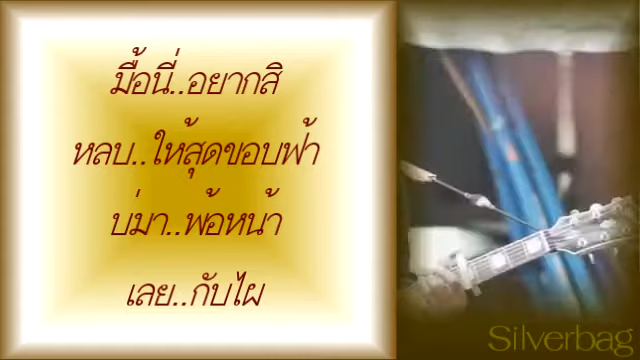 มื้อนี่..อยากสิ
หลบ..ให้สุดขอบฟ้า
บ่มา..พ้อหน้า
เลย..กับไผ
Silverbag